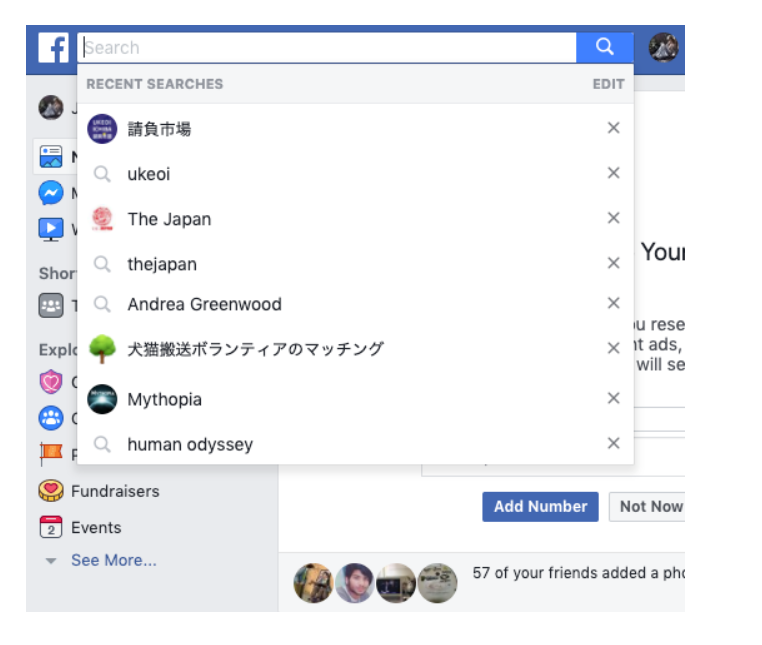 Search
RECENT SEARCHES EDIT
J
請負市場
N
ukeoi
M
The Japan
W
Your
thejapan
Shor
Andrea Greenwood
T
ou rese
犬猫搬送ボランティアのマッチング
nt ads,
Explo
will se
Mythopia
human odyssey
Fundraisers
Add Number Not Now
2 Events
See More...
57 of your friends added a pho